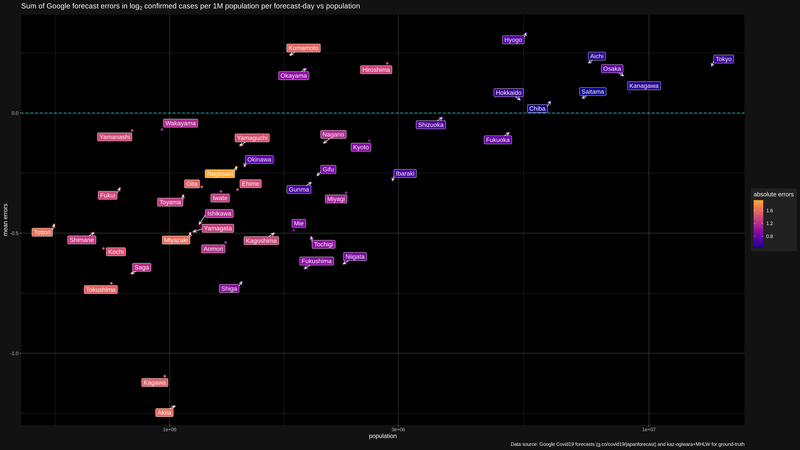 Sum of Google forecast errors in log2 confirmed cases per 1M population per forecast-day vs population
Hyogo
Kumamoto
Aichi
Tokyo
Hiroshima
Osaka
Okayama
Kanagawa
Hokkaido
Saitama
Chiba
0.0
Wakayama
Shizuoka
Yamanashi
Yamaguchi
Nagano
Fukuoka
Kyoto
Okinawa
Nagasaki
Gifu
Ibaraki
Oita
Ehime
Gunma
Fukui
Iwate
Miyagi
Toyama
Ishikawa
Mie
Yamagata
Tottori
-0.5
Shimane
Miyazaki
Kagoshima
Tochigi
Kochi
Aomori
Niigata
Fukushima
Saga
Tokushima
Shiga
-1.0
Kagawa
Akita
mean errors
1e+06
3e+06
1e+07
population
absolute errors
1.6
1.2
0.8
Data source: Google Covid19 forecasts (g.co/covid19/japanforecast) and kaz-ogiwara+MHLW for ground-truth